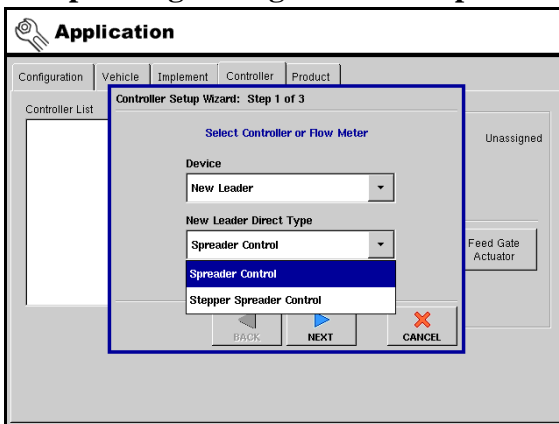 Application
Configuration Vehicle Implement Controller Product
Controller Setup Wizard: Step 1 of 3
Controller List
Select Controller or Flow Meter
Unassigned
Device
New Leader
New Leader Direct Type
Spreader Control
Feed Gate
Actuator
Spreader Control
Stepper Spreader Control
BACK NEXT CANCEL